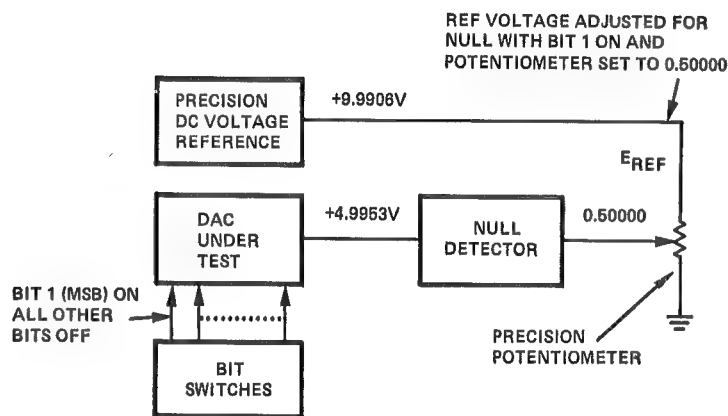 REF VOLTAGE ADJUSTED FOR
NULL WITH BIT 1 ON AND
POTENTIOMETER SET TO 0.50000
PRECISION
DC VOLTAGE
REFERENCE
+9.9906V
EREF
DAC
UNDER
TEST
+4.9953V
NULL
DETECTOR
0.50000
BIT 1 (MSB) ON
ALL OTHER
BITS OFF
PRECISION
POTENTIOMETER
BIT
SWITCHES